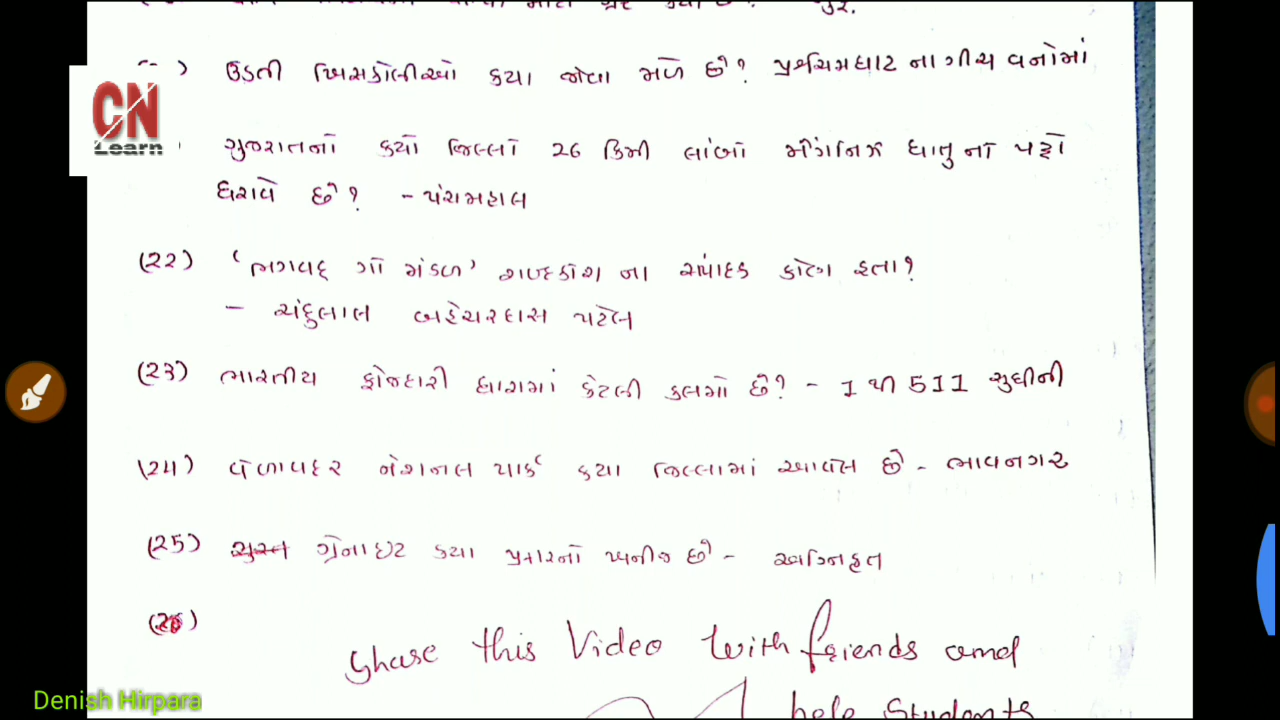 ઉડતી ખિસકોલીઓ કયા જોવા મળે છે? પશ્ચિમઘાટ ના ગીચ વનોમાં
CN
Learn
ગુજરાતનો કયો જિલ્લો 26 કિમી લાંબો મેંગેનિઝ ધાતુ નો પટ્ટો
ધરાવે છે? - પંચમહાલ
(22) 'ભગવદ્ ગો મંડળ' શબ્દકોશ ના સંપાદક કોણ હતા?
- ચંદુલાલ બહેચરદાસ પટેલ
(23) ભારતીય ફોજદારી ધારામાં કેટલી કલમો છે? - 1 થી 511 સુધીની
(24) વેળાવદર નેશનલ પાર્ક કયા જિલ્લામાં આવેલ છે - ભાવનગર
(25) ગ્રેનાઇટ કયા પ્રકારનો ખનીજ છે - અગ્નિકૃત
Share this Video with friends and
help Students
Denish Hirpara